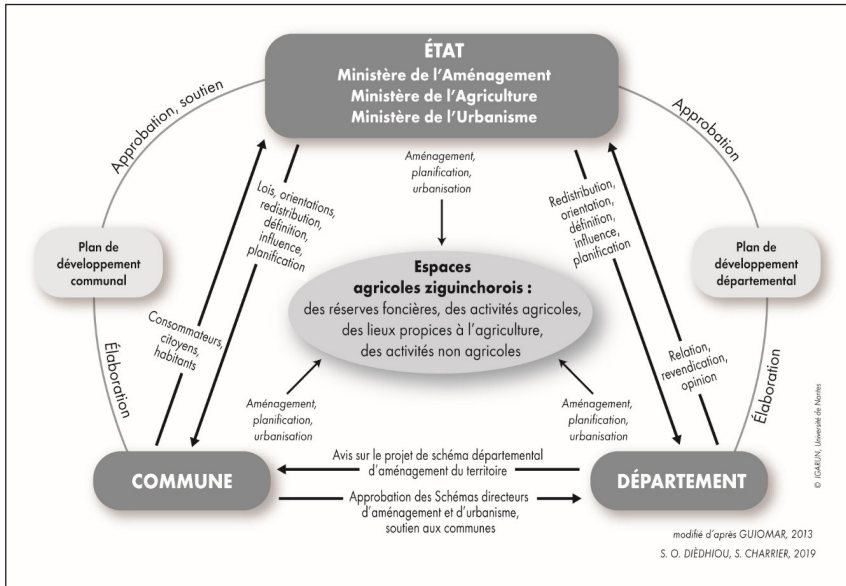 ÉTAT
Ministère de l'Aménagement
Ministère de l'Agriculture
Ministère de l'Urbanisme
Approbation, soutien
Approbation
Aménagement,
planification,
urbanisation
Lois, orientations,
redistribution,
définition,
influence,
planification
Redistribution,
orientation,
définition,
influence,
planification
Plan de
développement
communal
Plan de
développement
départemental
Espaces
agricoles ziguinchorois :
des réserves foncières, des activités agricoles,
des lieux propices à l'agriculture,
des activités non agricoles
Consommateurs,
citoyens,
habitants
Relation,
revendication,
opinion
Élaboration
Élaboration
Aménagement,
planification,
urbanisation
Aménagement,
planification,
urbanisation
COMMUNE
Avis sur le projet de schéma départemental
d'aménagement du territoire
Approbation des Schémas directeurs
d'aménagement et d'urbanisme,
soutien aux communes
DÉPARTEMENT
© IGARUN, Université de Nantes
modifié d'après GUIOMAR, 2013
S. O. DIÈDHIOU, S. CHARRIER, 2019